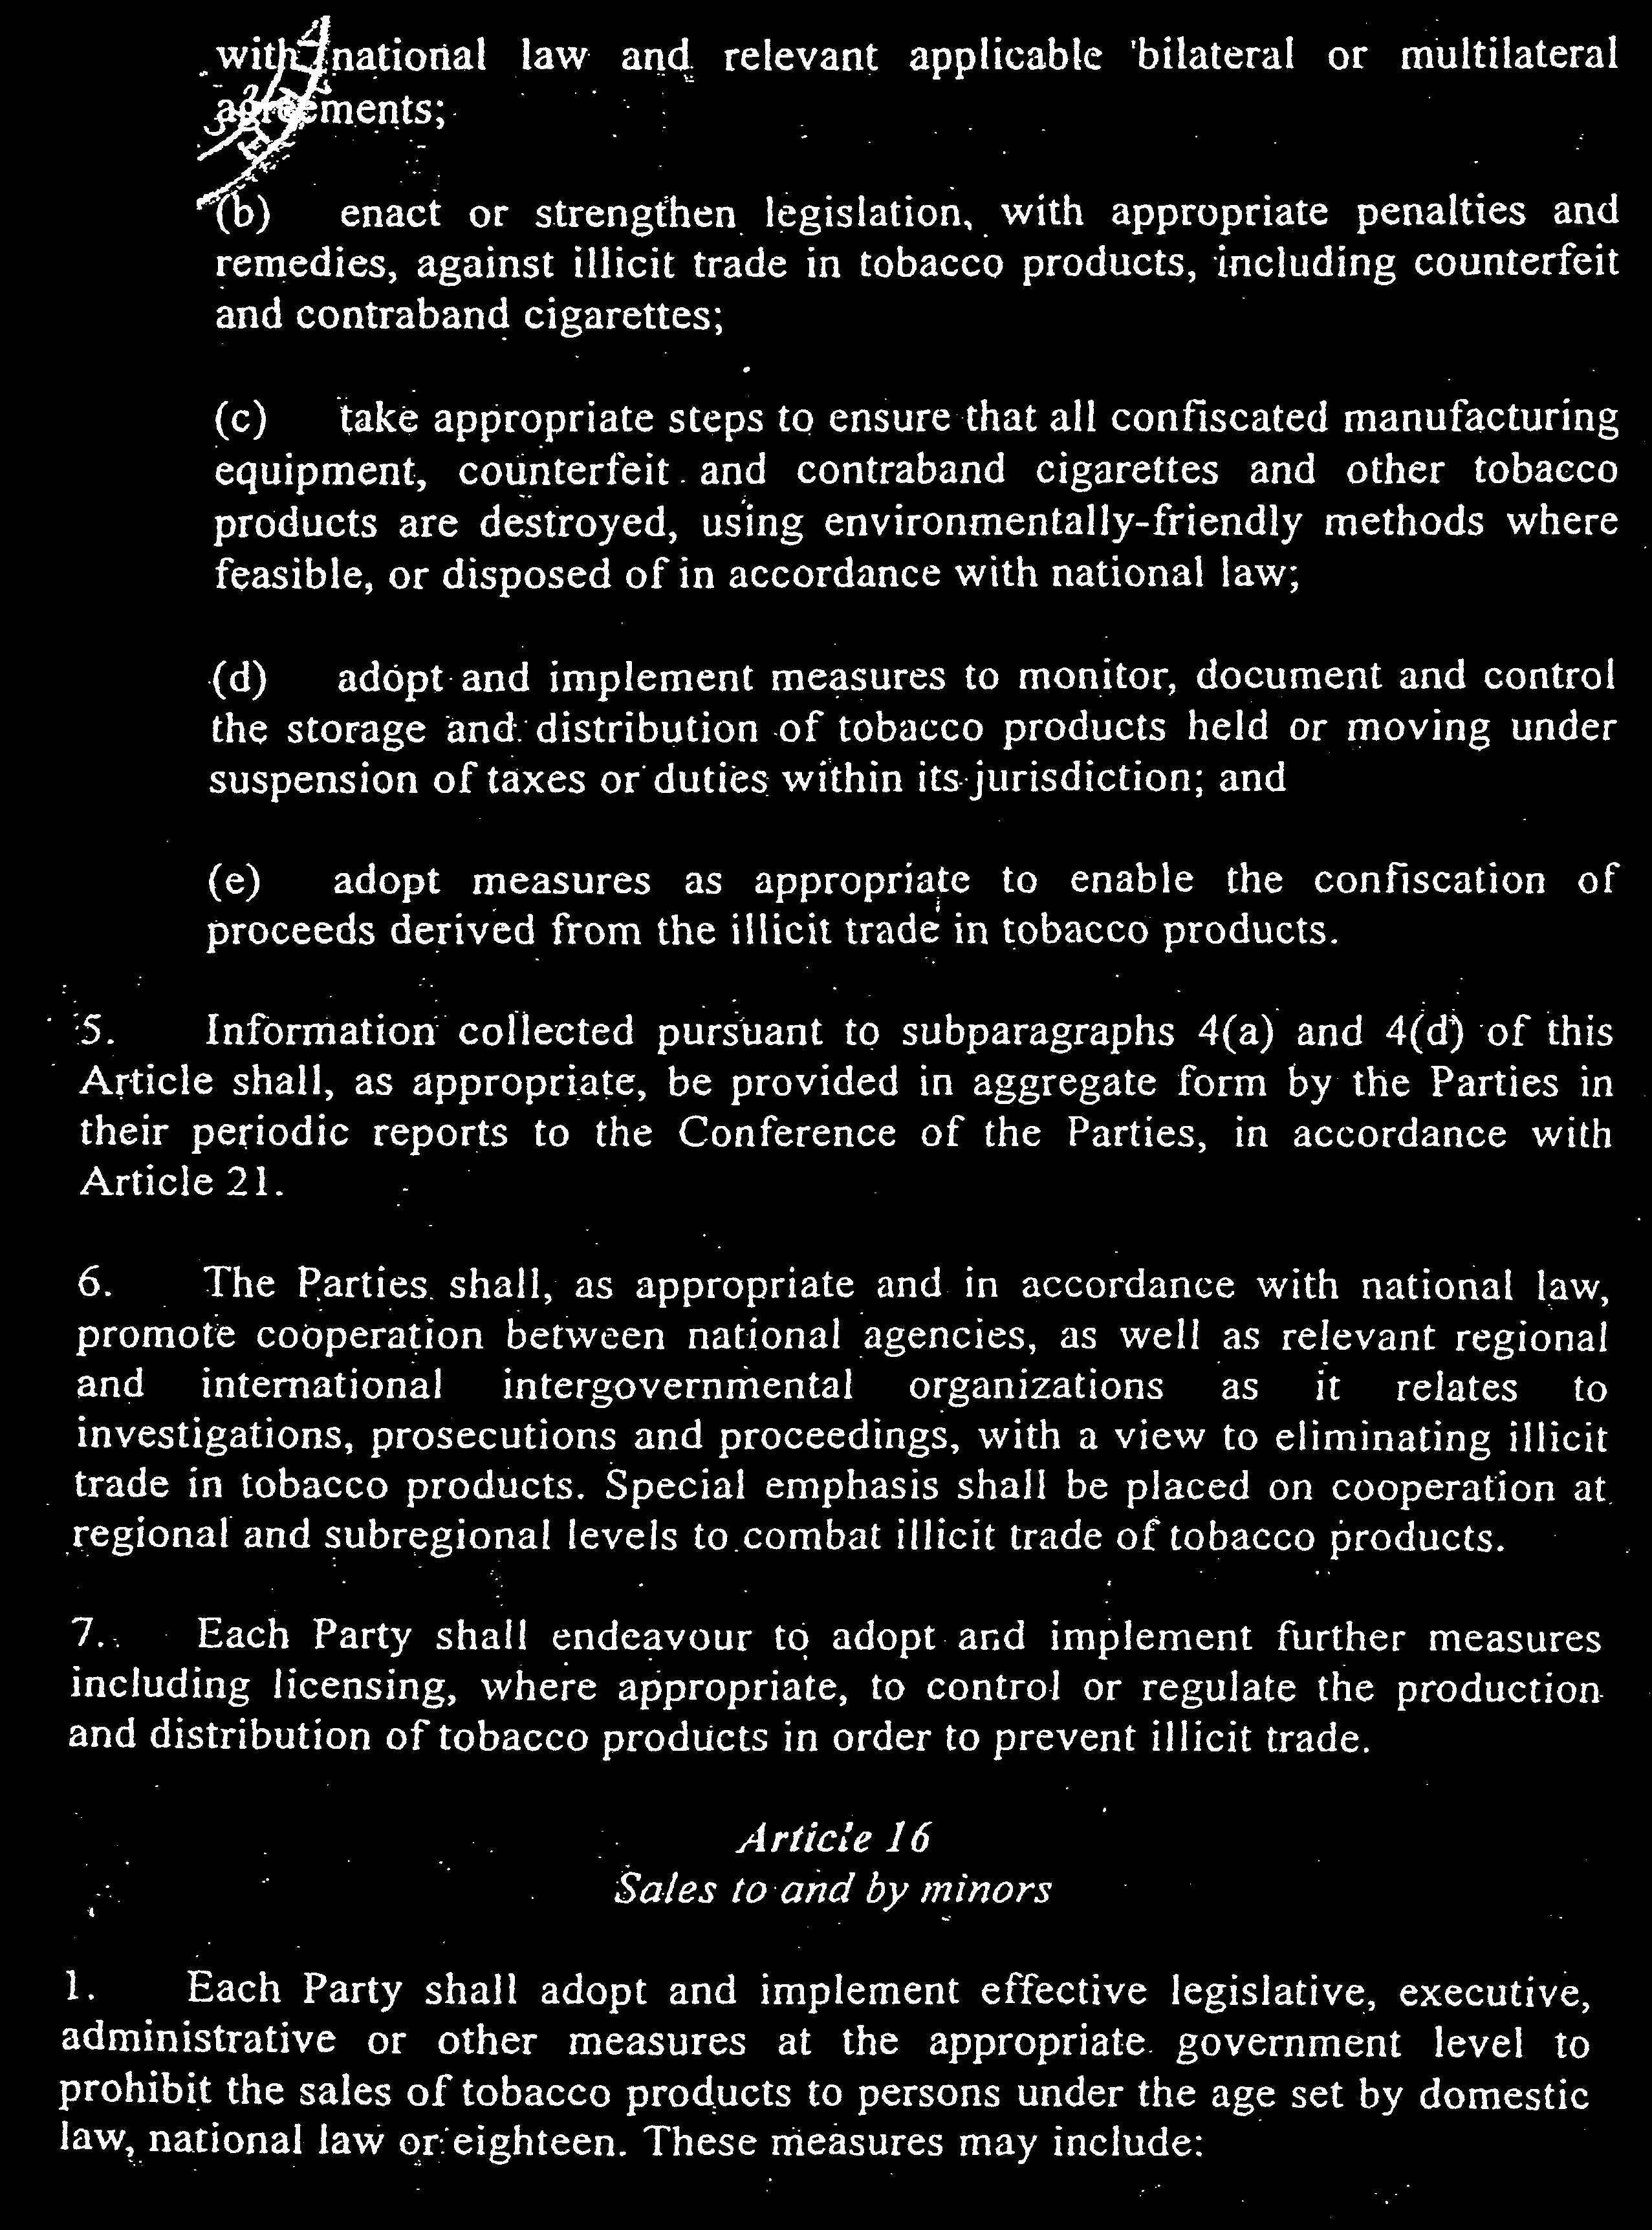 with national law and relevant applicable bilateral or multilateral
agreements;
(b) enact or strengthen legislation, with appropriate penalties and
remedies, against illicit trade in tobacco products, including counterfeit
and contraband cigarettes;
(c) take appropriate steps to ensure that all confiscated manufacturing
equipment, counterfeit and contraband cigarettes and other tobacco
products are destroyed, using environmentally-friendly methods where
feasible, or disposed of in accordance with national law;
(d) adopt and implement measures to monitor, document and control
the storage and distribution of tobacco products held or moving under
suspension of taxes or duties within its jurisdiction; and
(e) adopt measures as appropriate to enable the confiscation of
proceeds derived from the illicit trade in tobacco products.
5. Information collected pursuant to subparagraphs 4(a) and 4(d) of this
Article shall, as appropriate, be provided in aggregate form by the Parties in
their periodic reports to the Conference of the Parties, in accordance with
Article 21.
6. The Parties shall, as appropriate and in accordance with national law,
promote cooperation between national agencies, as well as relevant regional
and international intergovernmental organizations as it relates to
investigations, prosecutions and proceedings, with a view to eliminating illicit
trade in tobacco products. Special emphasis shall be placed on cooperation at
regional and subregional levels to combat illicit trade of tobacco products.
7. Each Party shall endeavour to adopt and implement further measures
including licensing, where appropriate, to control or regulate the production
and distribution of tobacco products in order to prevent illicit trade.
Article 16
Sales to and by minors
1. Each Party shall adopt and implement effective legislative, executive,
administrative or other measures at the appropriate government level to
prohibit the sales of tobacco products to persons under the age set by domestic
law, national law or eighteen. These measures may include: